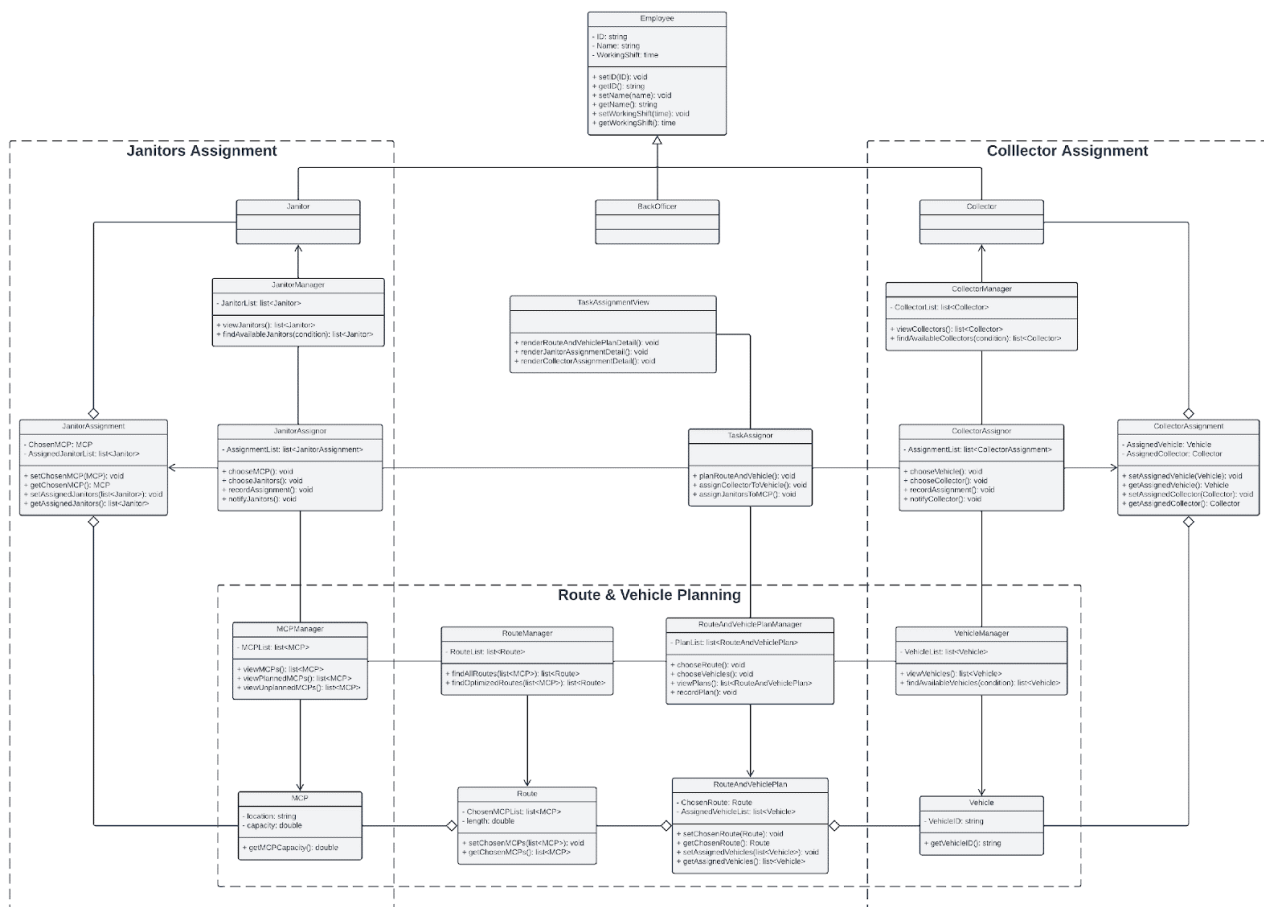 Employee
- ID: string
- Name: string
- WorkingShift: time
+ setID(ID): void
+ getID(): string
+ setName(name): void
+ getName(): string
+ setWorkingShift(time): void
+ getWorkingShift(): time
Janitors Assignment
Colllector Assignment
Janitor
BackOfficer
Collector
JanitorManager
- JanitorList: list<Janitor>
+ viewJanitors(): list<Janitor>
+ findAvailableJanitors(condition): list<Janitor>
TaskAssignmentView
+ renderRouteAndVehiclePlanDetail(): void
+ renderJanitorAssignmentDetail(): void
+ renderCollectorAssignmentDetail(): void
CollectorManager
- CollectorList: list<Collector>
+ viewCollectors(): list<Collector>
+ findAvailableCollectors(condition): list<Collector>
JanitorAssignment
- ChosenMCP: MCP
- AssignedJanitorList: list<Janitor>
+ setChosenMCP(MCP): void
+ getChosenMCP(): MCP
+ setAssignedJanitors(list<Janitor>): void
+ getAssignedJanitors(): list<Janitor>
JanitorAssignor
- AssignmentList: list<JanitorAssignment>
+ chooseMCP(): void
+ chooseJanitors(): void
+ recordAssignment(): void
+ notifyJanitors(): void
TaskAssignor
+ planRouteAndVehicle(): void
+ assignCollectorToVehicle(): void
+ assignJanitorsToMCP(): void
CollectorAssignor
- AssignmentList: list<CollectorAssignment>
+ chooseVehicle(): void
+ chooseCollector(): void
+ recordAssignment(): void
+ notifyCollector(): void
CollectorAssignment
- AssignedVehicle: Vehicle
- AssignedCollector: Collector
+ setAssignedVehicle(Vehicle): void
+ getAssignedVehicle(): Vehicle
+ setAssignedCollector(Collector): void
+ getAssignedCollector(): Collector
Route & Vehicle Planning
MCPManager
- MCPList: list<MCP>
+ viewMCPs(): list<MCP>
+ viewPlannedMCPs(): list<MCP>
+ viewUnplannedMCPs(): list<MCP>
RouteManager
- RouteList: list<Route>
+ findAllRoutes(list<MCP>): list<Route>
+ findOptimizedRoutes(list<MCP>): list<Route>
RouteAndVehiclePlanManager
- PlanList: list<RouteAndVehiclePlan>
+ chooseRoute(): void
+ chooseVehicles(): void
+ viewPlans(): list<RouteAndVehiclePlan>
+ recordPlan(): void
VehicleManager
- VehicleList: list<Vehicle>
+ viewVehicles(): list<Vehicle>
+ findAvailableVehicles(condition): list<Vehicle>
MCP
- location: string
- capacity: double
+ getMCPCapacity(): double
Route
- ChosenMCPList: list<MCP>
- length: double
+ setChosenMCPs(list<MCP>): void
+ getChosenMCPs(): list<MCP>
RouteAndVehiclePlan
- ChosenRoute: Route
- AssignedVehicleList: list<Vehicle>
+ setChosenRoute(Route): void
+ getChosenRoute(): Route
+ setAssignedVehicles(list<Vehicle>): void
+ getAssignedVehicles(): list<Vehicle>
Vehicle
- VehicleID: string
+ getVehicleID(): string